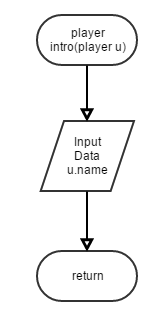 player
intro(player u)
Input
Data
u.name
return